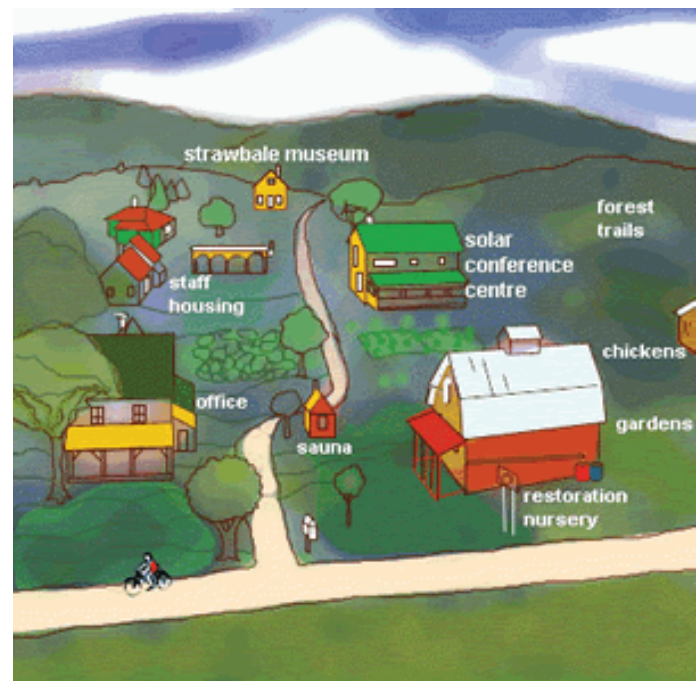 strawbale museum
forest
trails
solar
conference
centre
staff
housing
chickens
office
gardens
sauna
restoration
nursery